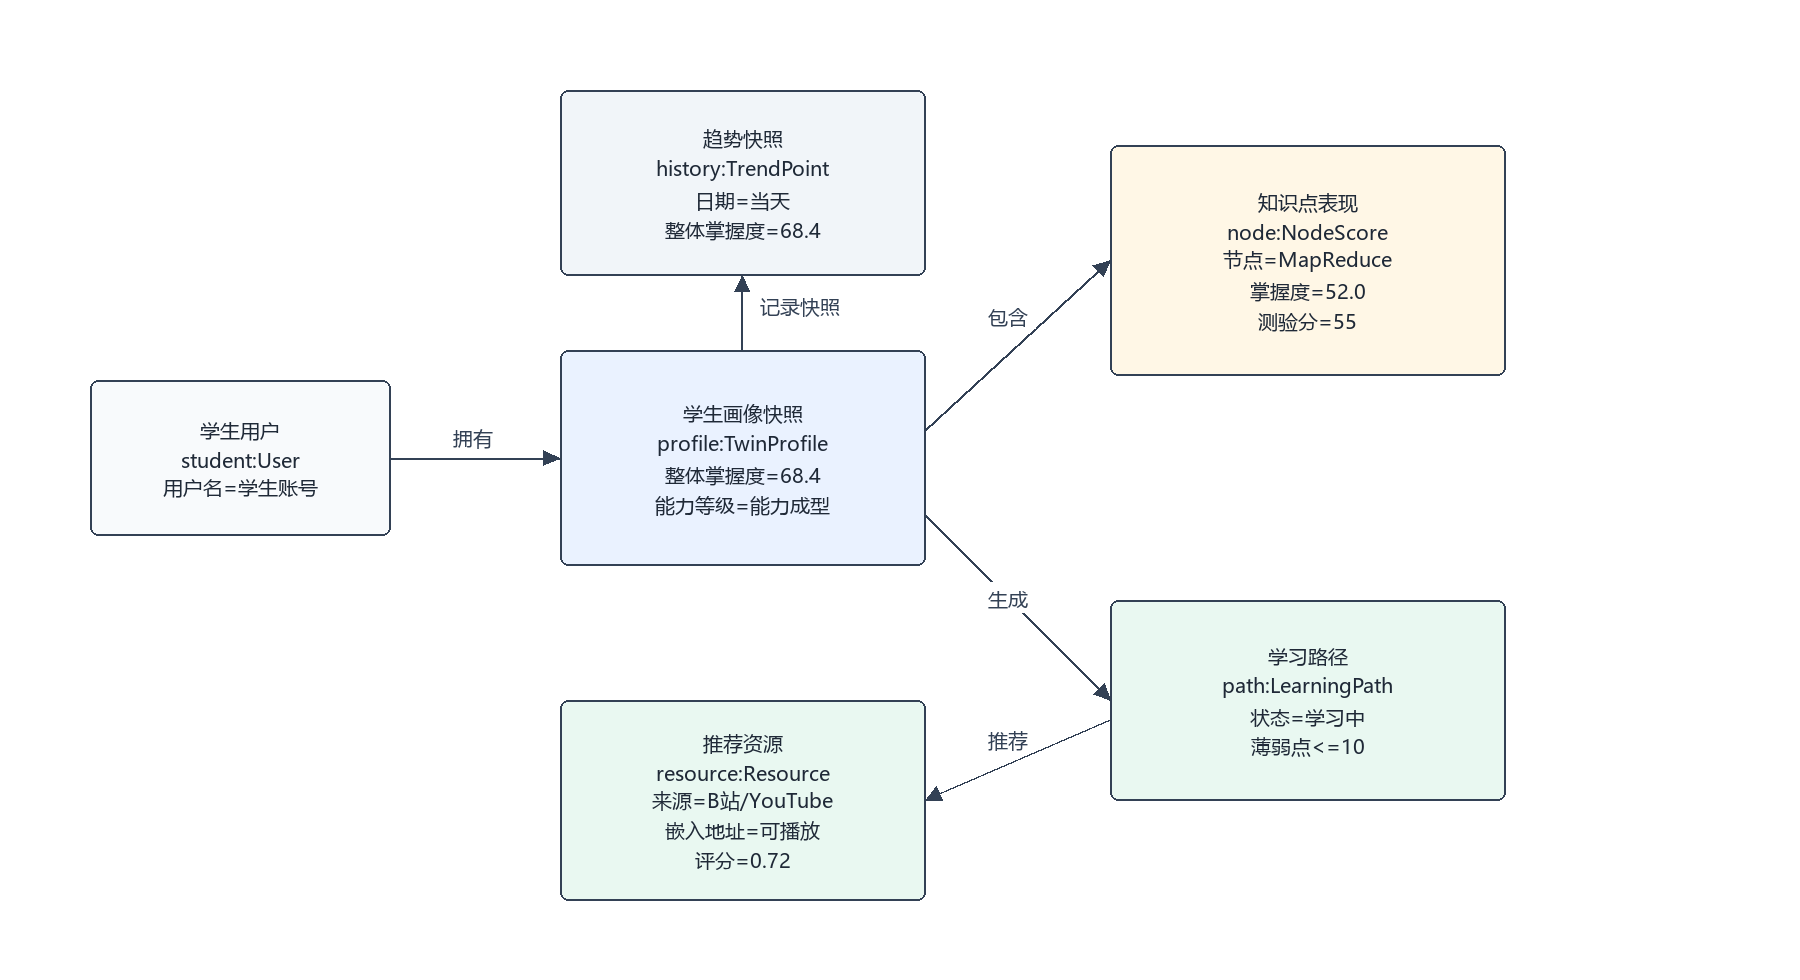 趋势快照
history:TrendPoint
日期=当天
整体掌握度=68.4
记录快照
知识点表现
node:NodeScore
节点=MapReduce
掌握度=52.0
测验分=55
包含
学生用户
student:User
用户名=学生账号
拥有
学生画像快照
profile:TwinProfile
整体掌握度=68.4
能力等级=能力成型
生成
学习路径
path:LearningPath
状态=学习中
薄弱点<=10
推荐
推荐资源
resource:Resource
来源=B站/YouTube
嵌入地址=可播放
评分=0.72